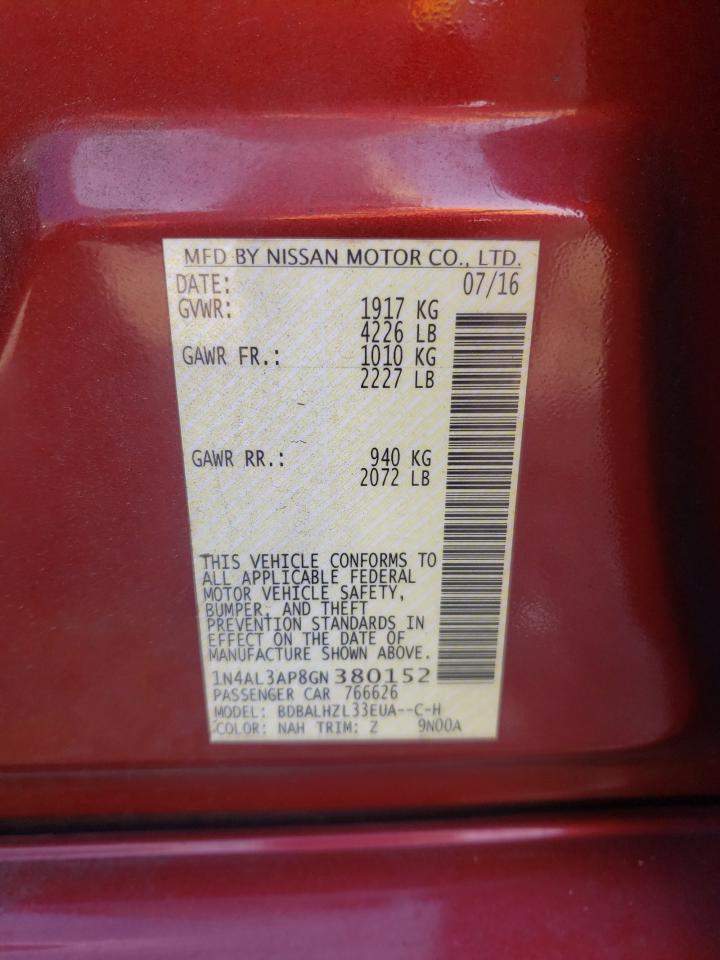 MFD BY NISSAN MOTOR CO., LTD.
DATE: 07/16
GVWR: 1917 KG
4226 LB
GAWR FR.: 1010 KG
2227 LB
GAWR RR.: 940 KG
2072 LB
THIS VEHICLE CONFORMS TO
ALL APPLICABLE FEDERAL
MOTOR VEHICLE SAFETY,
BUMPER, AND THEFT
PREVENTION STANDARDS IN
EFFECT ON THE DATE OF
MANUFACTURE SHOWN ABOVE.
1N4AL3AP8GN380152
PASSENGER CAR 766626
MODEL: BDBALHZL33EUA--C-H
COLOR: NAH TRIM: Z 9N00A